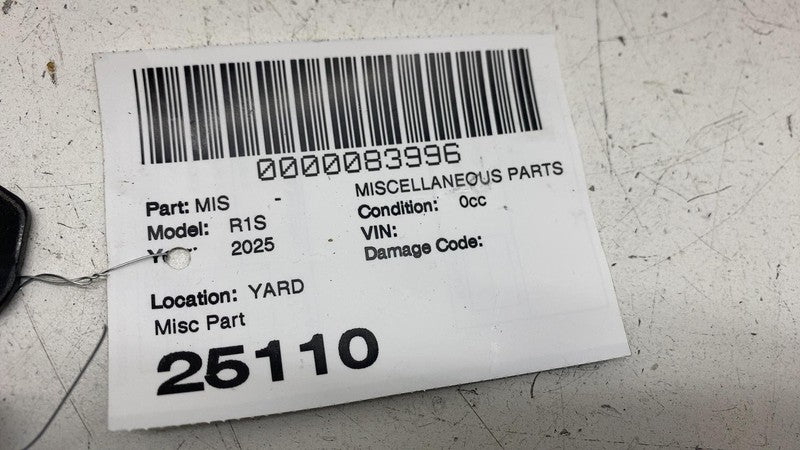 0000083996
MISCELLANEOUS PARTS
Part: MIS -
Condition: 0cc
Model: R1S
VIN:
2025
Damage Code:
Location: YARD
Misc Part
25110